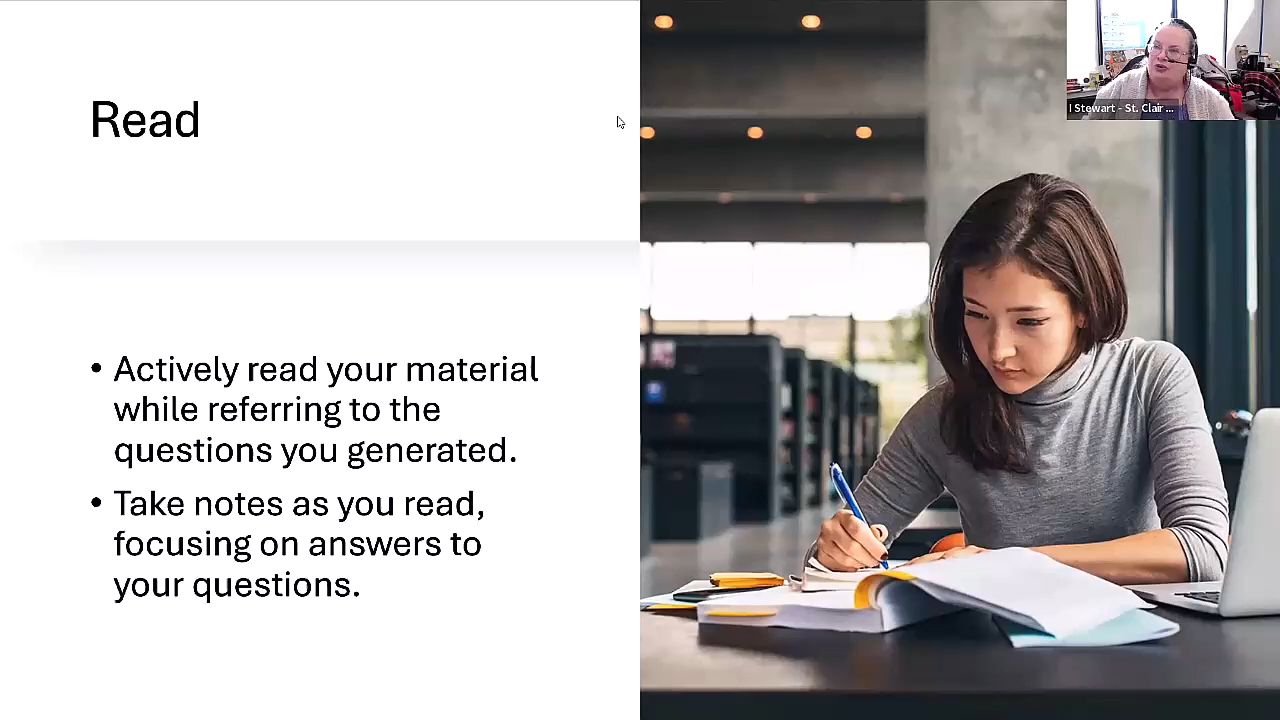 Read
• Actively read your material
while referring to the
questions you generated.
• Take notes as you read,
focusing on answers to
your questions.
l Stewart - St. Clair ...